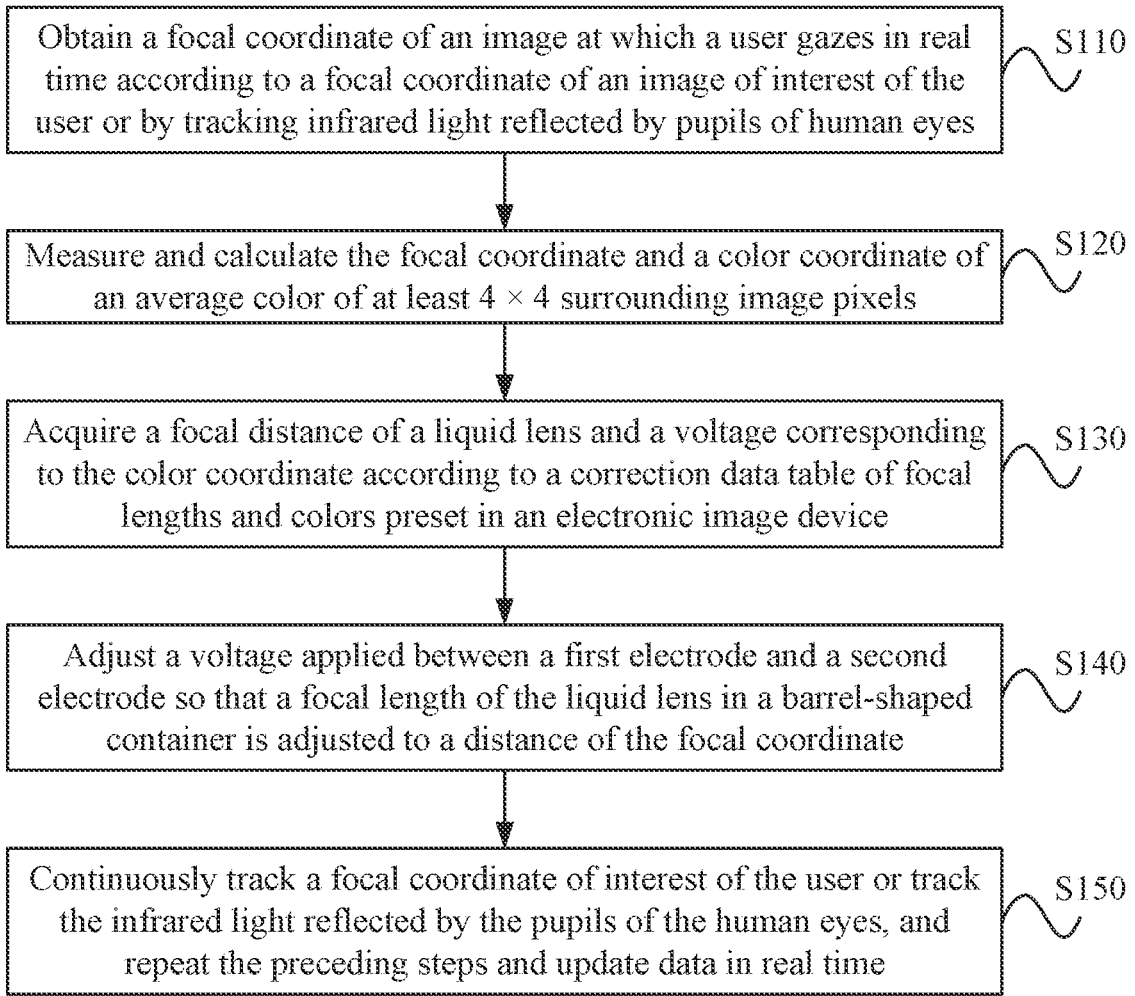 Obtain a focal coordinate of an image at which a user gazes in real
time according to a focal coordinate of an image of interest of the
user or by tracking infrared light reflected by pupils of human eyes
S110
Measure and calculate the focal coordinate and a color coordinate of
an average color of at least 4 × 4 surrounding image pixels
S120
Acquire a focal distance of a liquid lens and a voltage corresponding
to the color coordinate according to a correction data table of focal
lengths and colors preset in an electronic image device
S130
Adjust a voltage applied between a first electrode and a second
electrode so that a focal length of the liquid lens in a barrel-shaped
container is adjusted to a distance of the focal coordinate
S140
Continuously track a focal coordinate of interest of the user or track
the infrared light reflected by the pupils of the human eyes, and
repeat the preceding steps and update data in real time
S150